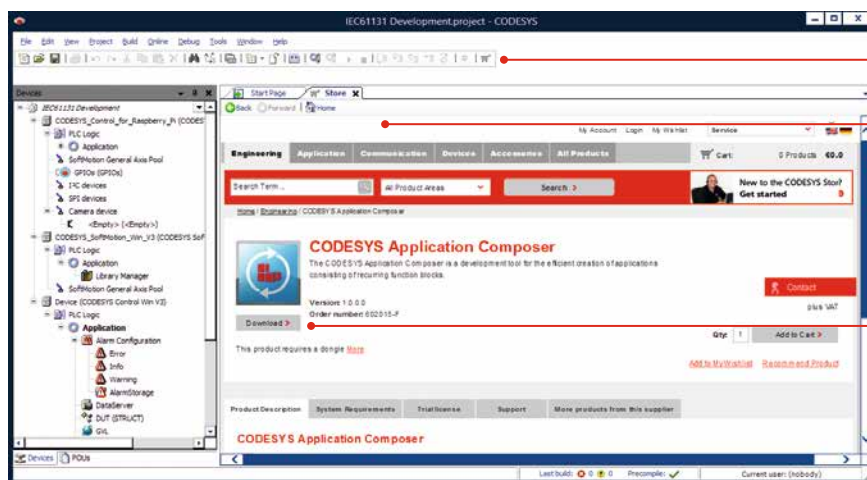 IEC61131 Development.project - CODESYS
File Edit View Project Build Online Debug Tools Window Help
Devices
IEC61131 Development
CODESYS_Control_for_Raspberry_Pi (CODES
PLC Logic
Application
SoftMotion General Axis Pool
GPIOs (GPIOs)
I²C devices
SPI devices
Camera device
<Empty> (<Empty>)
CODESYS_SoftMotion_Win_V3 (CODESYS Sof
PLC Logic
Application
Library Manager
SoftMotion General Axis Pool
Device (CODESYS Control Win V3)
PLC Logic
Application
Alarm Configuration
Error
Info
Warning
AlarmStorage
DataServer
DUT (STRUCT)
GVL
Devices POUs
Start Page Store
Back Forward Home
My Account Login My Wishlist Service
Engineering Application Communication Devices Accessories All Products
Cart: 0 Products €0.0
Search Term ... All Product Areas Search
New to the CODESYS Stor?
Get started
Home / Engineering / CODESYS Application Composer
CODESYS Application Composer
The CODESYS Application Composer is a development tool for the efficient creation of applications
consisting of recurring function blocks.
Version: 1.0.0.0
Order number: 602015-F
Contact
plus VAT
Download
Qty: 1 Add to Cart
This product requires a dongle More
Add to My Wishlist Recommend Product
Product Description System Requirements Trial license Support More products from this supplier
CODESYS Application Composer
Last build: 0 0 Precompile: Current user: (nobody)